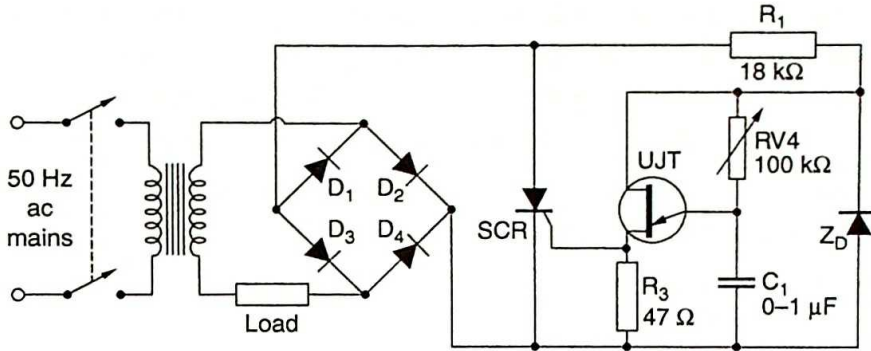 R1
18 kΩ
UJT
RV4
100 kΩ
50 Hz
ac
mains
D1
D2
D3
D4
SCR
ZD
R3
47 Ω
C1
0–1 μF
Load